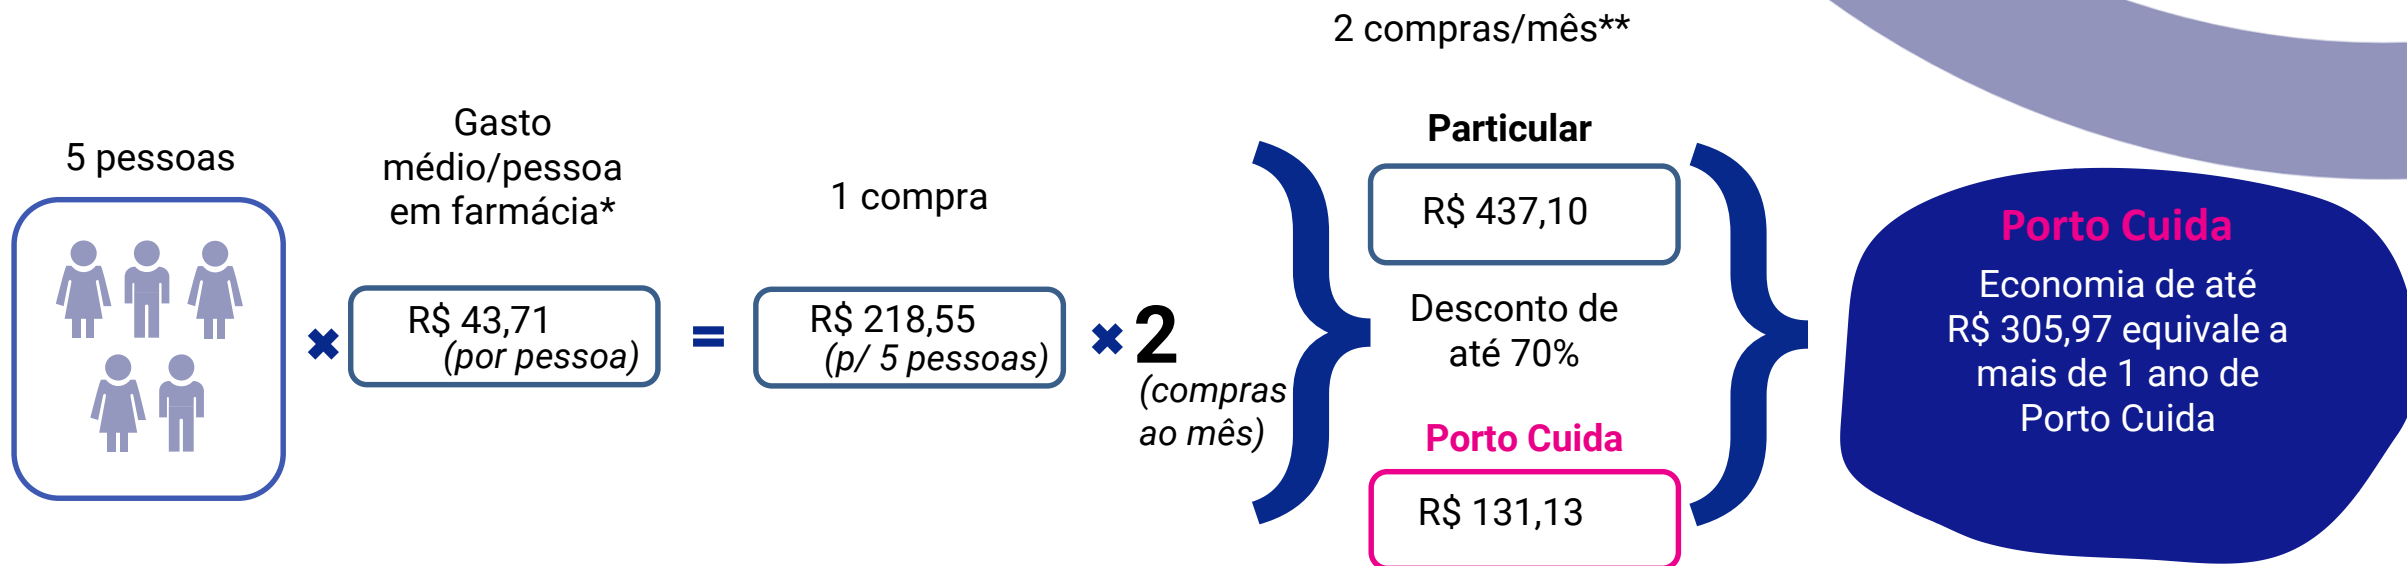 2 compras/mês**
5 pessoas
Gasto
médio/pessoa
em farmácia*
R$ 43,71
(por pessoa)
=
1 compra
R$ 218,55
(p/ 5 pessoas)
2
(compras
ao mês)
Particular
R$ 437,10
Desconto de
até 70%
Porto Cuida
R$ 131,13
Porto Cuida
Economia de até
R$ 305,97 equivale a
mais de 1 ano de
Porto Cuida